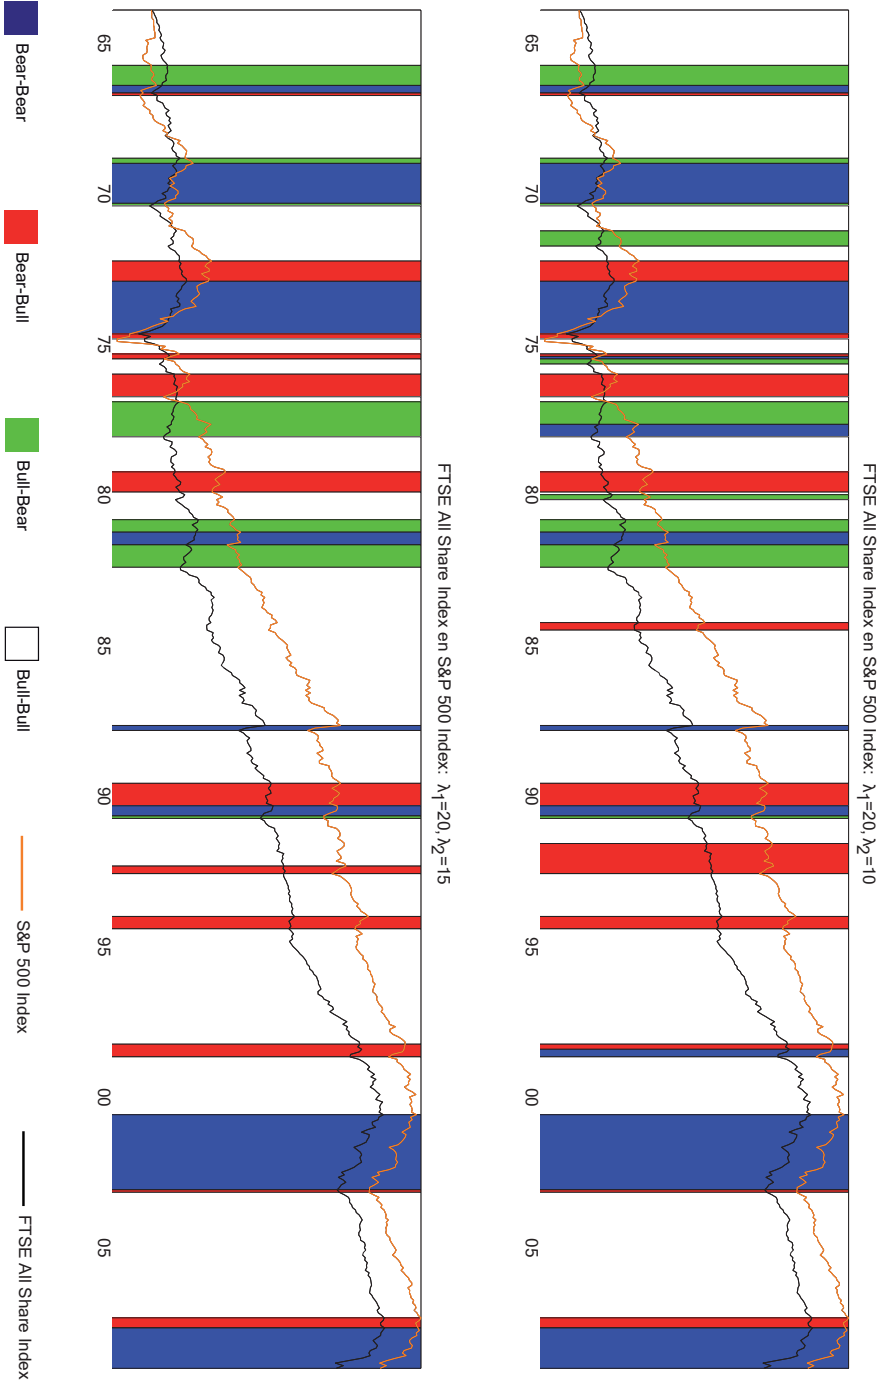 FTSE All Share Index en S&P 500 Index: λ1=20, λ2=10
65
70
75
80
85
90
95
00
05
FTSE All Share Index en S&P 500 Index: λ1=20, λ2=15
65
70
75
80
85
90
95
00
05
Bear-Bear
Bear-Bull
Bull-Bear
Bull-Bull
S&P 500 Index
FTSE All Share Index